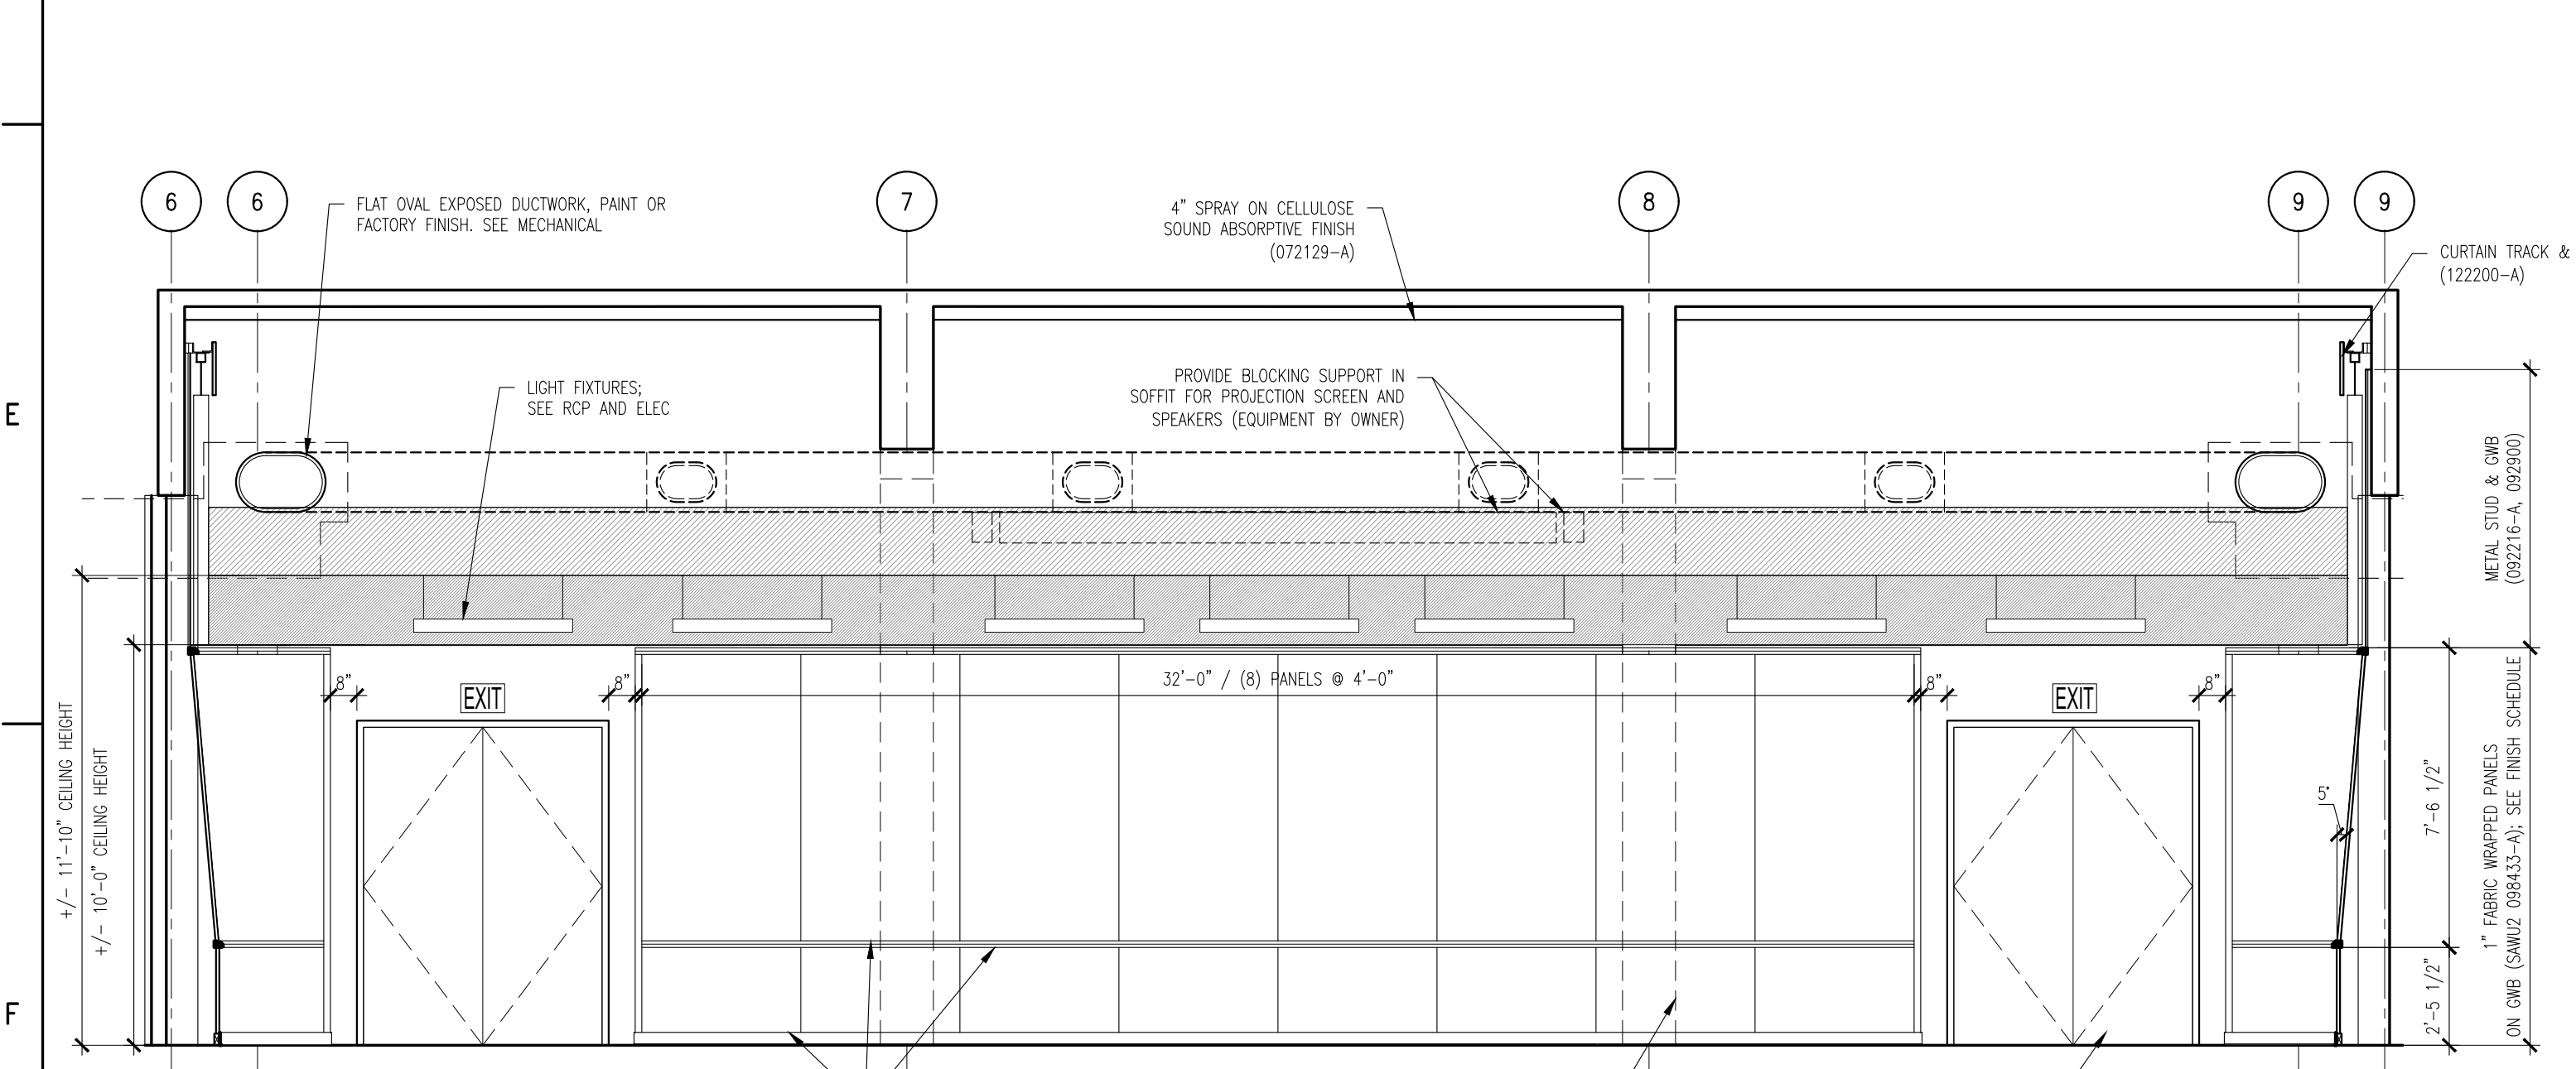 6
6
7
8
9
9
FLAT OVAL EXPOSED DUCTWORK, PAINT OR
FACTORY FINISH. SEE MECHANICAL
4" SPRAY ON CELLULOSE
SOUND ABSORPTIVE FINISH
(072129-A)
CURTAIN TRACK &
(122200-A)
LIGHT FIXTURES;
SEE RCP AND ELEC
PROVIDE BLOCKING SUPPORT IN
SOFFIT FOR PROJECTION SCREEN AND
SPEAKERS (EQUIPMENT BY OWNER)
E
METAL STUD & GWB
(092216-A, 092900)
8"
EXIT
8"
32'-0" / (8) PANELS @ 4'-0"
8"
EXIT
8"
+/- 11'-10" CEILING HEIGHT
+/- 10'-0" CEILING HEIGHT
5°
7'-6 1/2"
2'-5 1/2"
1" FABRIC WRAPPED PANELS
ON GWB (SAWU2 098433-A); SEE FINISH SCHEDULE
F